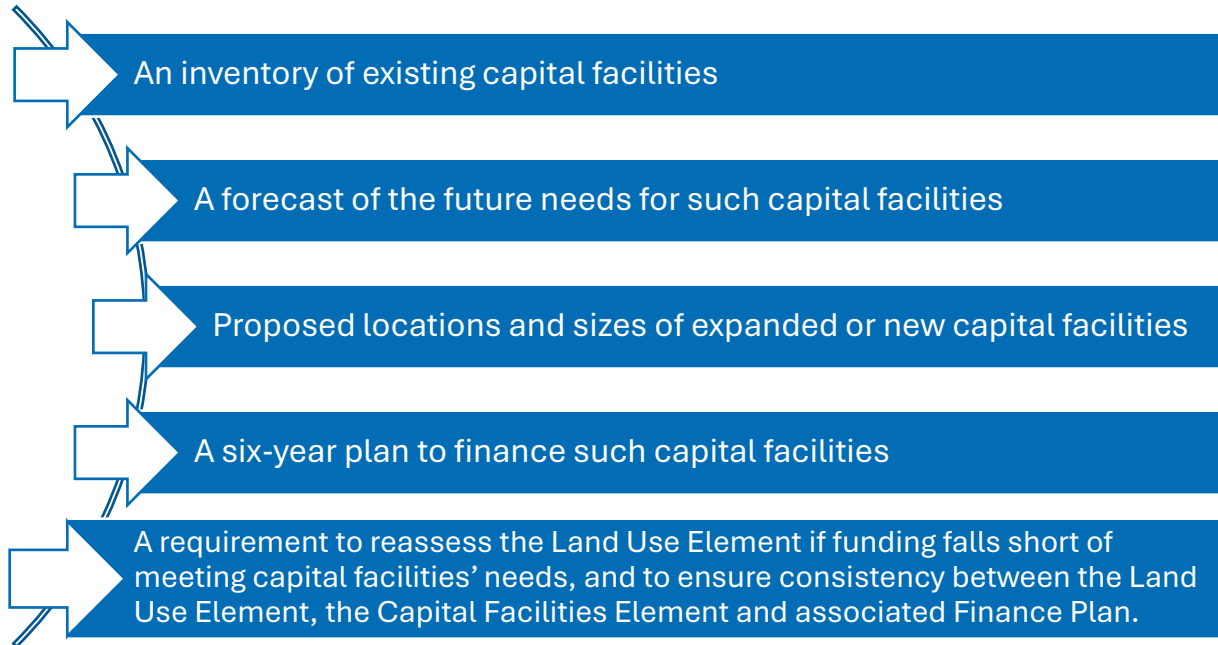 An inventory of existing capital facilities
A forecast of the future needs for such capital facilities
Proposed locations and sizes of expanded or new capital facilities
A six-year plan to finance such capital facilities
A requirement to reassess the Land Use Element if funding falls short of
meeting capital facilities’ needs, and to ensure consistency between the Land
Use Element, the Capital Facilities Element and associated Finance Plan.